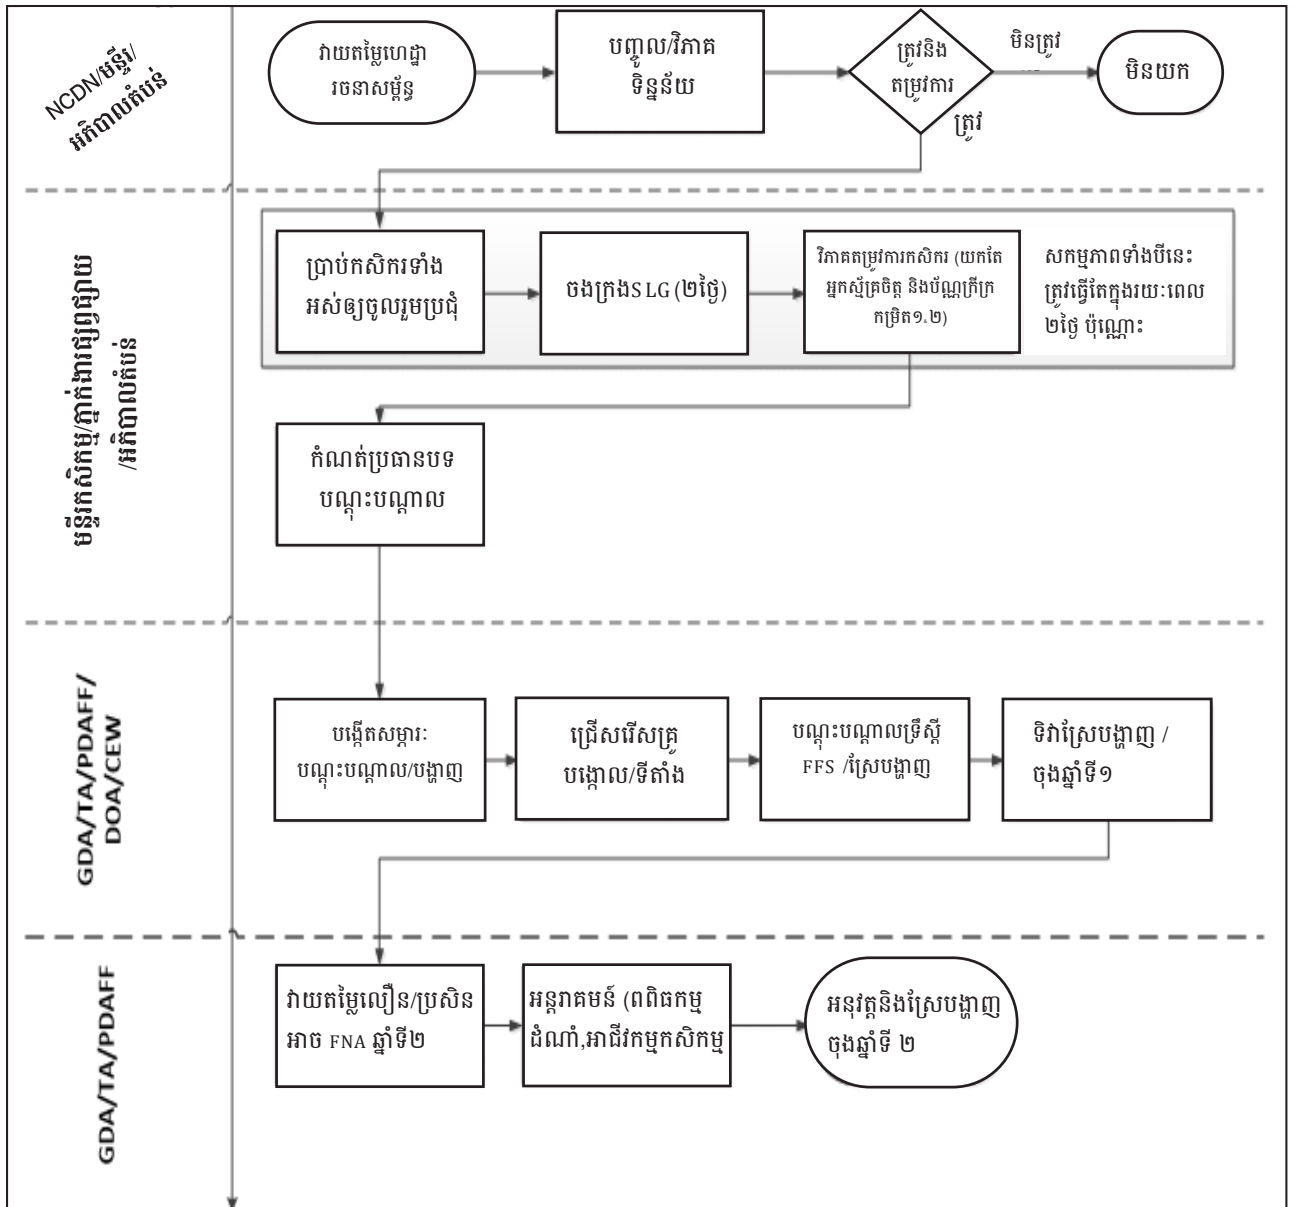 NCDN/មន្ទីរ/
អភិបាលតំបន់
វាយតម្លៃហេដ្ឋា
រចនាសម្ព័ន្ធ
បញ្ចូល/វិភាគ
ទិន្នន័យ
ត្រូវនិង
តម្រូវការ
មិនត្រូវ
មិនយក
ត្រូវ
មន្ទីរកសិកម្ម/ភ្នាក់ងារផ្សព្វផ្សាយ
/អភិបាលតំបន់
ប្រាប់កសិករទាំង
អស់ឲ្យចូលរួមប្រជុំ
ចងក្រងSLG (២ថ្ងៃ)
វិភាគតម្រូវការកសិករ (យកតែ
អ្នកស្ម័គ្រចិត្ត និងប័ណ្ណក្រីក្រ
កម្រិត១,២)
សកម្មភាពទាំងបីនេះ
ត្រូវធ្វើតែក្នុងរយៈពេល
២ថ្ងៃ ប៉ុណ្ណោះ
កំណត់ប្រធានបទ
បណ្តុះបណ្តាល
GDA/TA/PDAFF/
DOA/CEW
បង្កើតសម្ភារៈ
បណ្តុះបណ្តាល/បង្ហាញ
ជ្រើសរើសគ្រូ
បង្គោល/ទីតាំង
បណ្តុះបណ្តាលទ្រឹស្តី
FFS /ស្រែបង្ហាញ
ទិវាស្រែបង្ហាញ /
ចុងឆ្នាំទី១
GDA/TA/PDAFF
វាយតម្លៃលឿន/ប្រសិន
អាច FNA ឆ្នាំទី២
អន្តរាគមន៍ (ពពិធកម្ម
ដំណាំ,អាជីវកម្មកសិកម្ម
អនុវត្តនិងស្រែបង្ហាញ
ចុងឆ្នាំទី ២